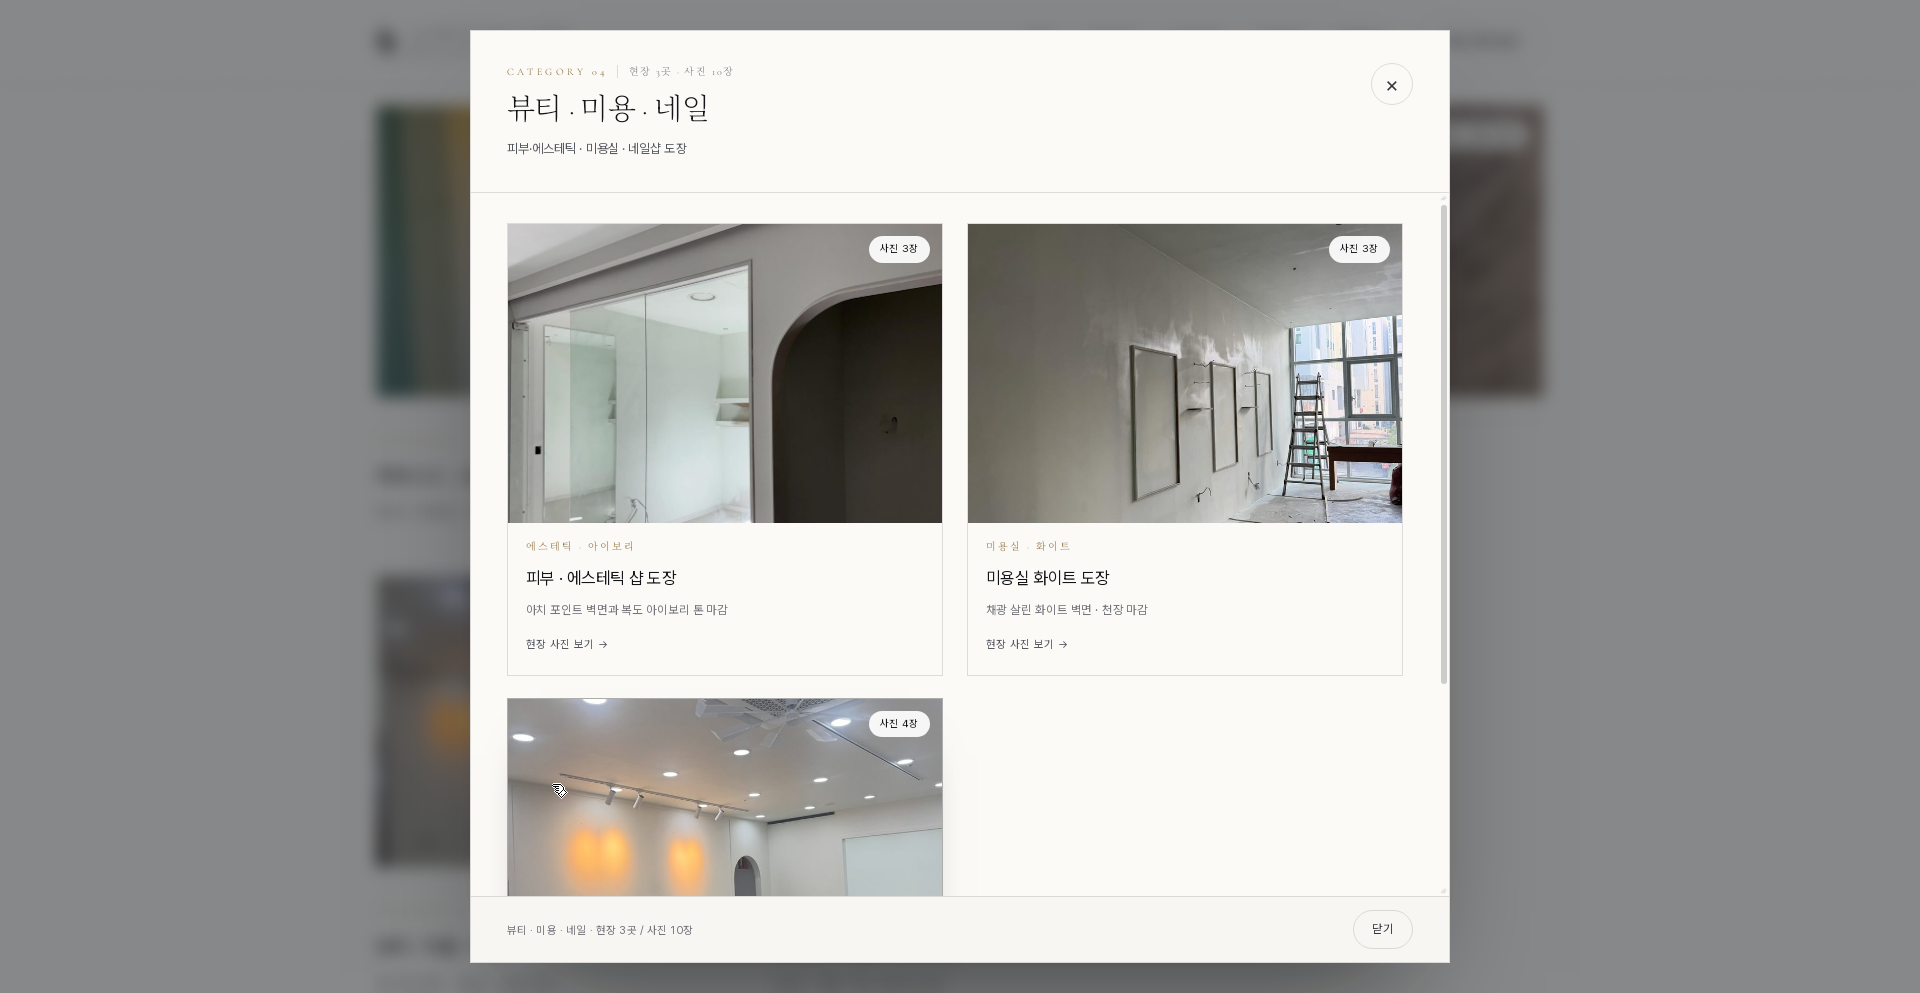 CATEGORY 04 | 현장 3곳 · 사진 10장
뷰티 · 미용 · 네일
피부·에스테틱 · 미용실 · 네일샵 도장
×
사진 3장
에스테틱 · 아이보리
피부 · 에스테틱 샵 도장
아치 포인트 벽면과 복도 아이보리 톤 마감
현장 사진 보기 →
사진 3장
미용실 · 화이트
미용실 화이트 도장
채광 살린 화이트 벽면 · 천장 마감
현장 사진 보기 →
사진 4장
뷰티 · 미용 · 네일 · 현장 3곳 / 사진 10장
닫기